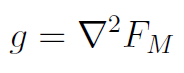 g = ∇²F_M